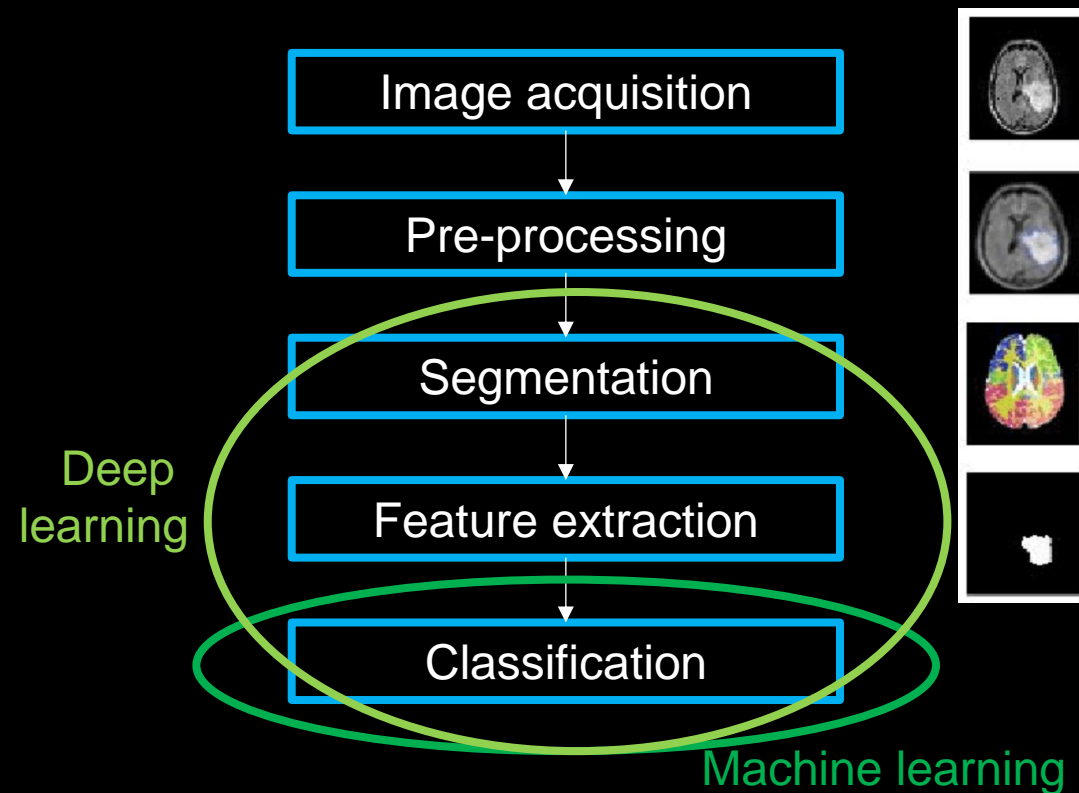 Image acquisition
Pre-processing
Segmentation
Deep
learning
Feature extraction
Classification
Machine learning